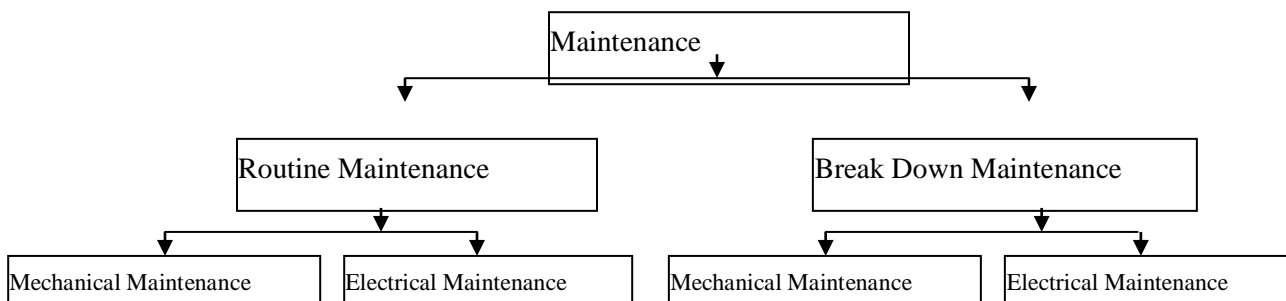 Maintenance
Routine Maintenance
Break Down Maintenance
Mechanical Maintenance
Electrical Maintenance
Mechanical Maintenance
Electrical Maintenance